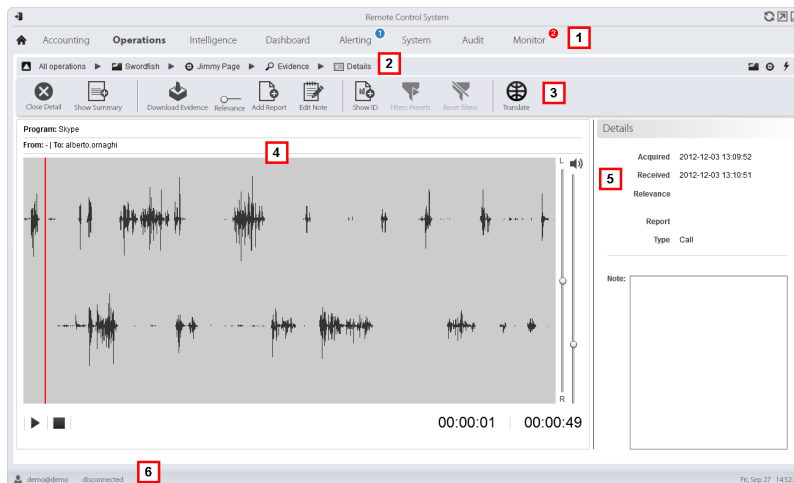 Remote Control System
Accounting Operations Intelligence Dashboard Alerting 1 System Audit Monitor 2 1
All operations Swordfish Jimmy Page Evidence Details 2
Close Detail Show Summary Download Evidence Relevance Add Report Edit Note Show ID Filters Presets Reset filters Translate 3
Program: Skype
From: - | To: alberto.ornaghi
4
L
R
00:00:01 00:00:49
Details
Acquired 2012-12-03 13:09:52
5
Received 2012-12-03 13:10:51
Relevance
Report
Type Call
Note:
demo@demo disconnected 6
Fri, Sep 27 14:52